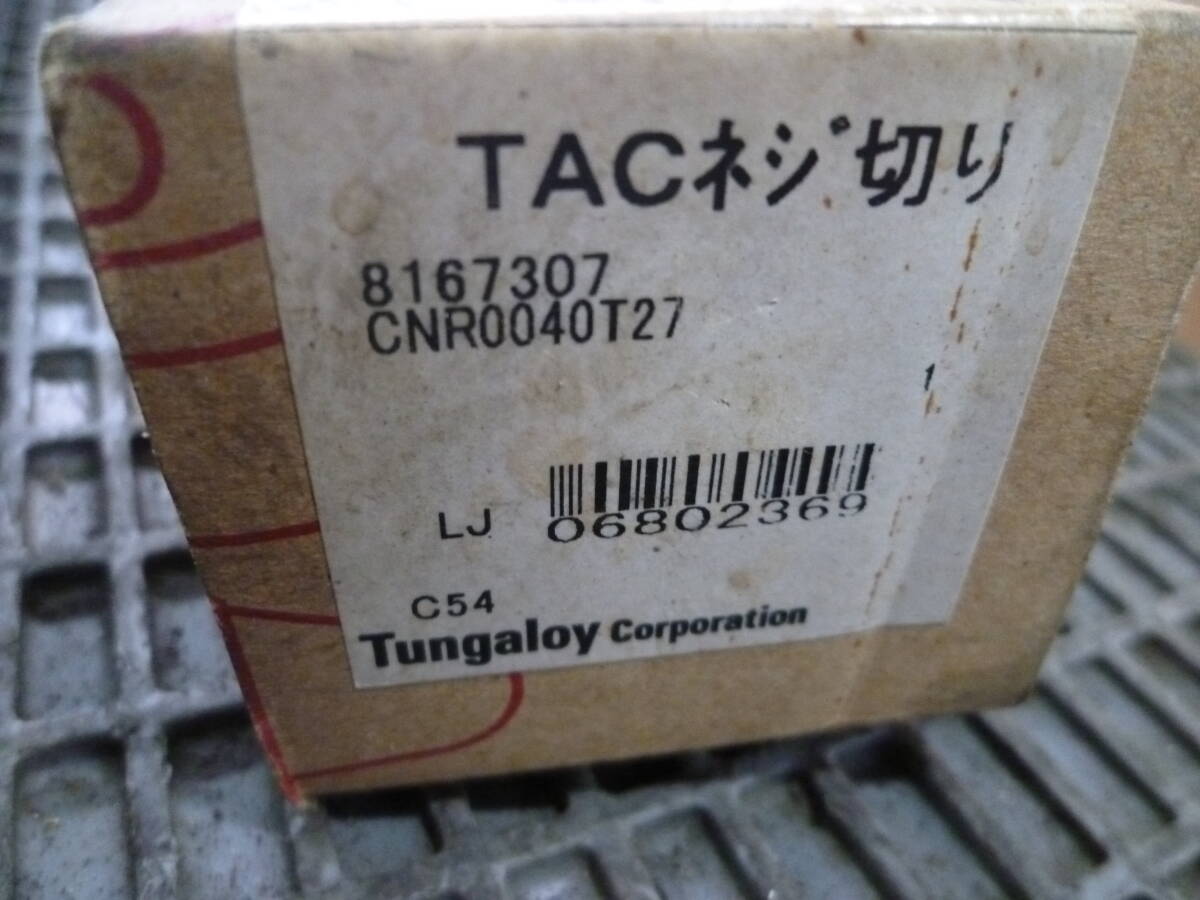 TACネジ切り
8167307
CNR0040T27
1
LJ 06802369
C54
Tungaloy Corporation